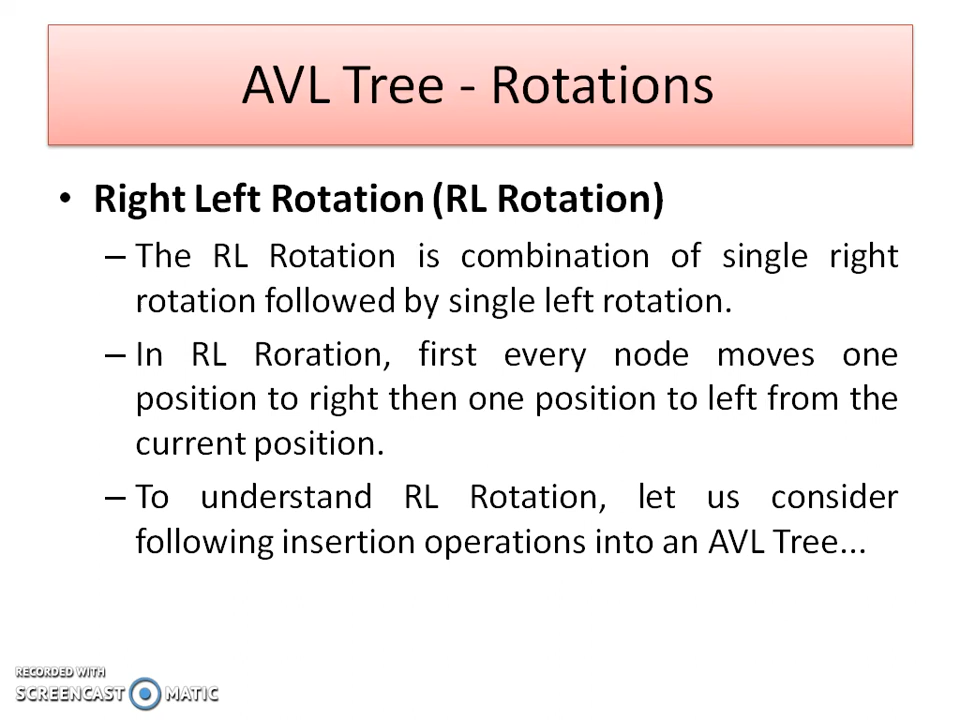 AVL Tree - Rotations
• Right Left Rotation (RL Rotation)
– The RL Rotation is combination of single right
rotation followed by single left rotation.
– In RL Roration, first every node moves one
position to right then one position to left from the
current position.
– To understand RL Rotation, let us consider
following insertion operations into an AVL Tree...
RECORDED WITH
SCREENCAST MATIC